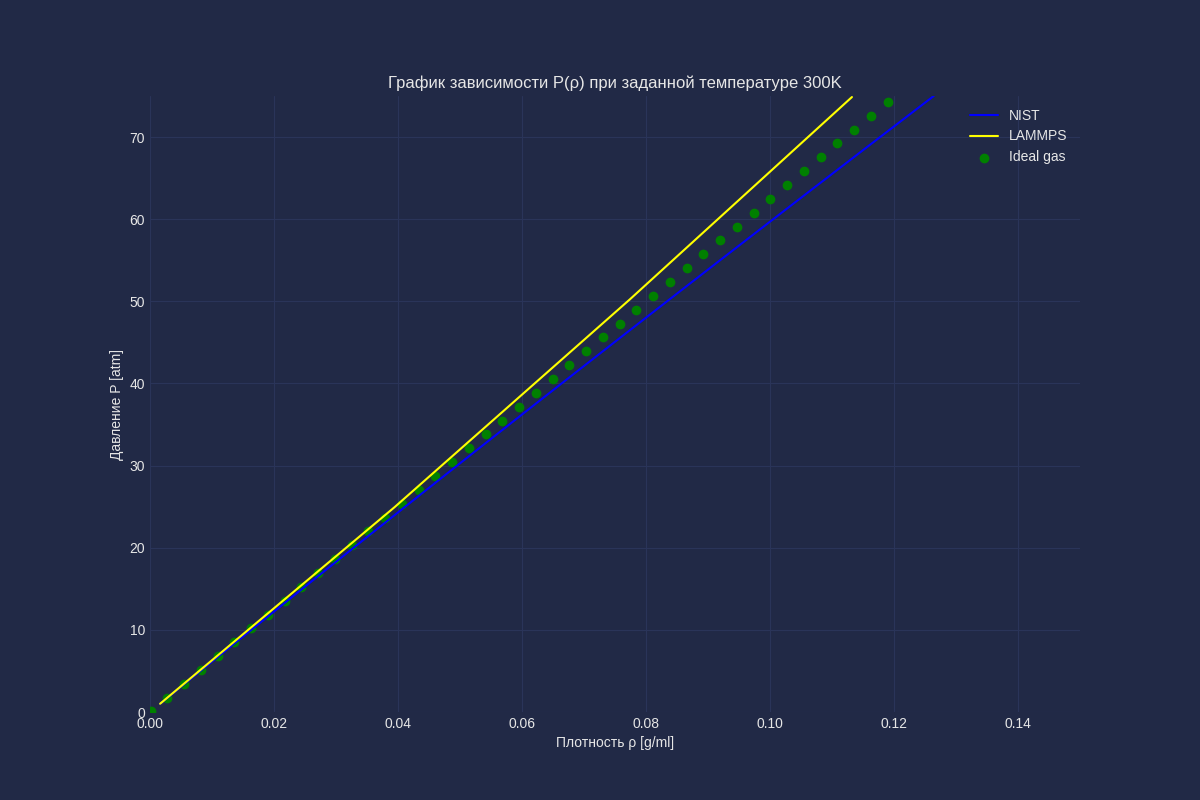 График зависимости P(ρ) при заданной температуре 300K
NIST
LAMMPS
Ideal gas
Давление P [atm]
70
60
50
40
30
20
10
0
0.00
0.02
0.04
0.06
0.08
0.10
0.12
0.14
Плотность ρ [g/ml]